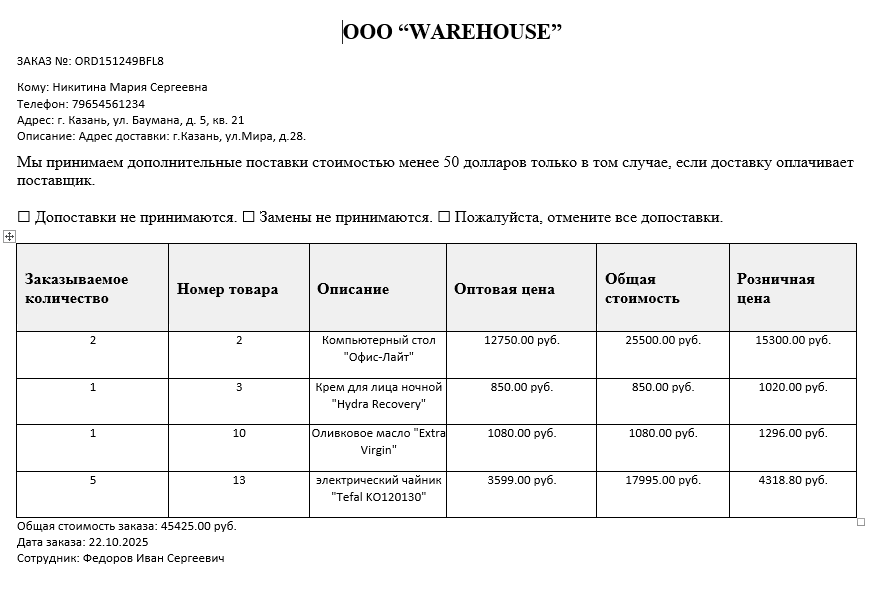 ООО “WAREHOUSE”
ЗАКАЗ №: ORD151249BFL8
Кому: Никитина Мария Сергеевна
Телефон: 79654561234
Адрес: г. Казань, ул. Баумана, д. 5, кв. 21
Описание: Адрес доставки: г.Казань, ул.Мира, д.28.
Мы принимаем дополнительные поставки стоимостью менее 50 долларов только в том случае, если доставку оплачивает
поставщик.
☐ Допоставки не принимаются. ☐ Замены не принимаются. ☐ Пожалуйста, отмените все допоставки.
Заказываемое количество Номер товара Описание Оптовая цена Общая стоимость Розничная цена
2 2 Компьютерный стол 12750.00 руб. 25500.00 руб. 15300.00 руб.
"Офис-Лайт"
1 3 Крем для лица ночной 850.00 руб. 850.00 руб. 1020.00 руб.
"Hydra Recovery"
1 10 Оливковое масло "Extra 1080.00 руб. 1080.00 руб. 1296.00 руб.
Virgin"
5 13 электрический чайник 3599.00 руб. 17995.00 руб. 4318.80 руб.
"Tefal KO120130"
Общая стоимость заказа: 45425.00 руб.
Дата заказа: 22.10.2025
Сотрудник: Федоров Иван Сергеевич